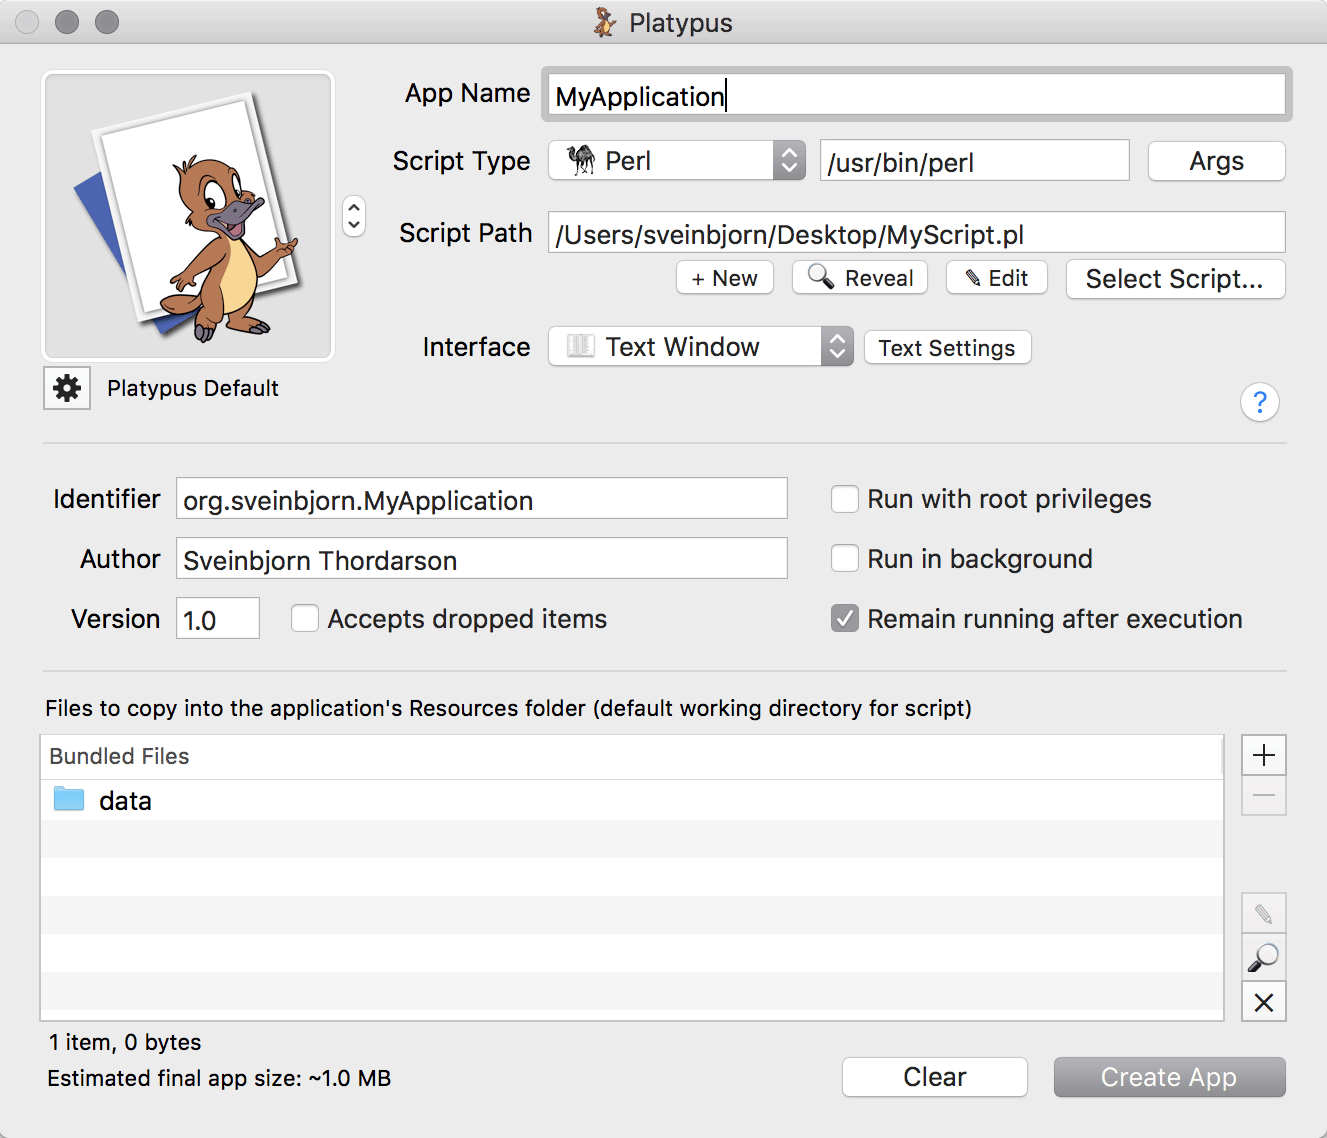 Platypus
App Name MyApplication
Script Type Perl /usr/bin/perl Args
Script Path /Users/sveinbjorn/Desktop/MyScript.pl
+ New Reveal Edit Select Script...
Interface Text Window Text Settings
Platypus Default
?
Identifier org.sveinbjorn.MyApplication
Run with root privileges
Author Sveinbjorn Thordarson
Run in background
Version 1.0 Accepts dropped items
Remain running after execution
Files to copy into the application's Resources folder (default working directory for script)
Bundled Files
data
1 item, 0 bytes
Estimated final app size: ~1.0 MB
Clear Create App